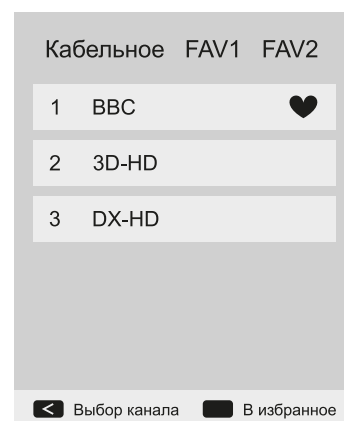 Кабельное FAV1 FAV2
1 BBC
2 3D-HD
3 DX-HD
Выбор канала В избранное